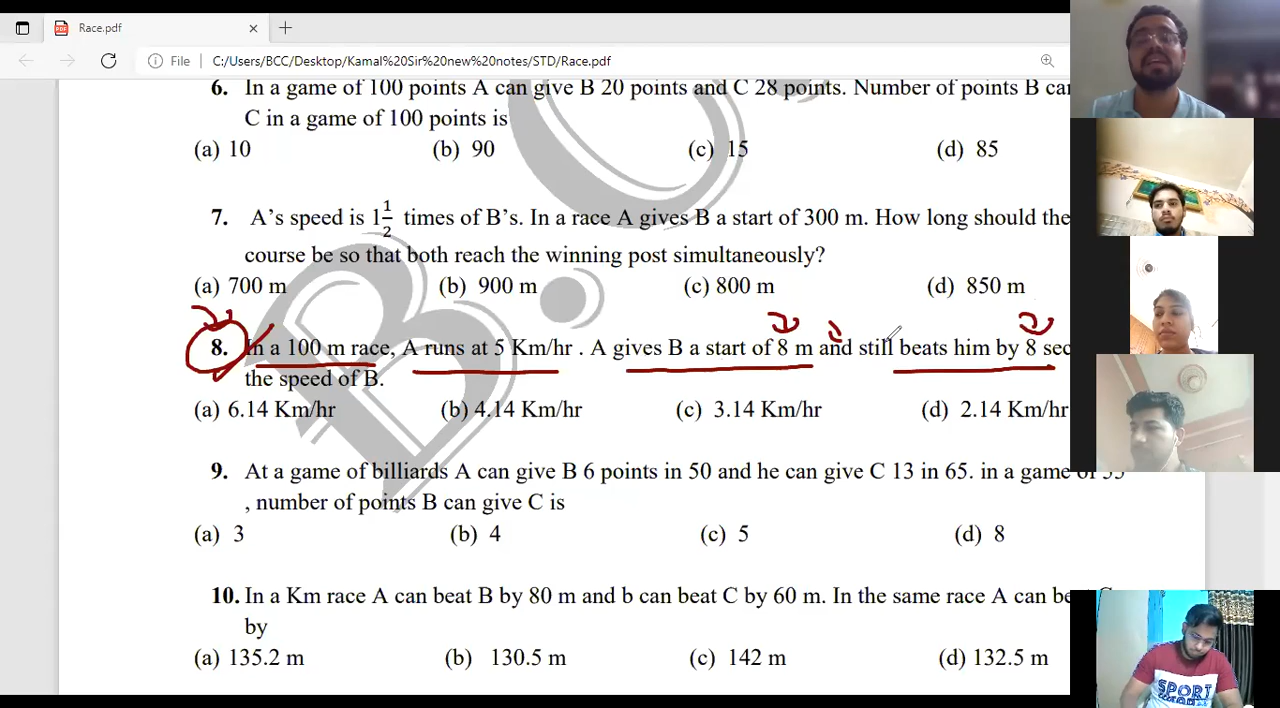 Race.pdf
File C:/Users/BCC/Desktop/Kamal%20Sir%20new%20notes/STD/Race.pdf
6. In a game of 100 points A can give B 20 points and C 28 points. Number of points B
C in a game of 100 points is
(a) 10 (b) 90 (c) 15 (d) 85
7. A’s speed is 1 1/2 times of B’s. In a race A gives B a start of 300 m. How long should the
course be so that both reach the winning post simultaneously?
(a) 700 m (b) 900 m (c) 800 m (d) 850 m
8. In a 100 m race, A runs at 5 Km/hr . A gives B a start of 8 m and still beats him by 8 sec
the speed of B.
(a) 6.14 Km/hr (b) 4.14 Km/hr (c) 3.14 Km/hr (d) 2.14 Km/hr
9. At a game of billiards A can give B 6 points in 50 and he can give C 13 in 65. in a game
, number of points B can give C is
(a) 3 (b) 4 (c) 5 (d) 8
10. In a Km race A can beat B by 80 m and b can beat C by 60 m. In the same race A can
by
(a) 135.2 m (b) 130.5 m (c) 142 m (d) 132.5 m
SPORT